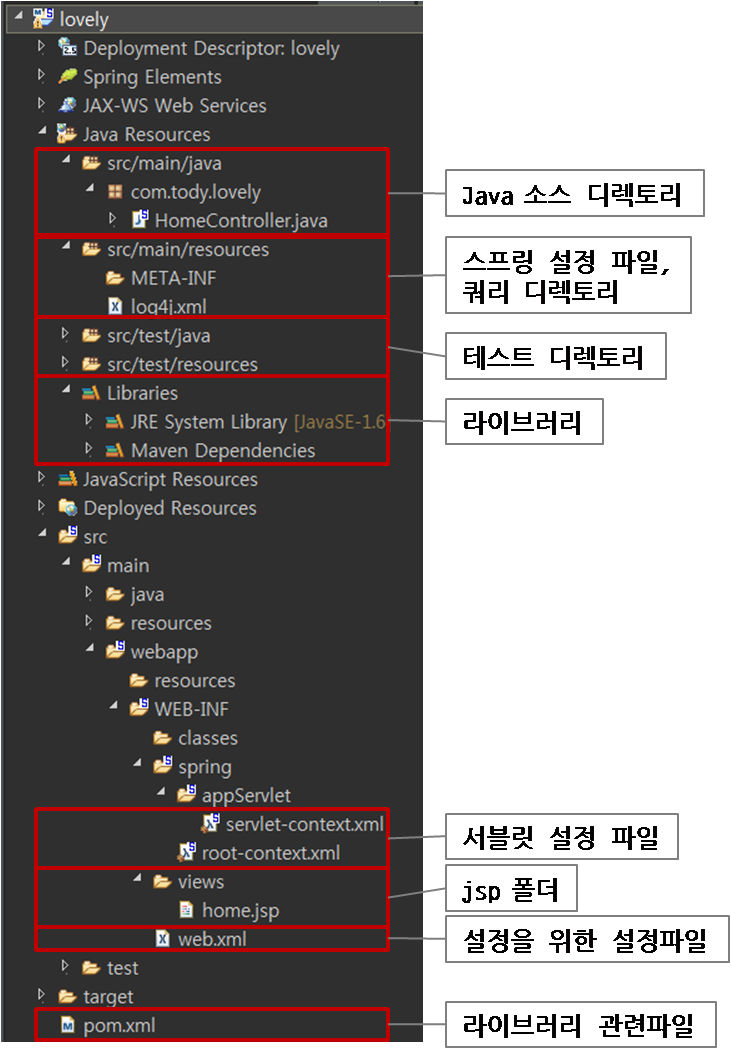 lovely
Deployment Descriptor: lovely
Spring Elements
JAX-WS Web Services
Java Resources
src/main/java
com.tody.lovely
HomeController.java
Java 소스 디렉토리
src/main/resources
META-INF
log4j.xml
스프링 설정 파일,
쿼리 디렉토리
src/test/java
src/test/resources
테스트 디렉토리
Libraries
JRE System Library [JavaSE-1.6
Maven Dependencies
라이브러리
JavaScript Resources
Deployed Resources
src
main
java
resources
webapp
resources
WEB-INF
classes
spring
appServlet
servlet-context.xml
root-context.xml
서블릿 설정 파일
views
home.jsp
jsp 폴더
web.xml
설정을 위한 설정파일
test
target
pom.xml
라이브러리 관련파일